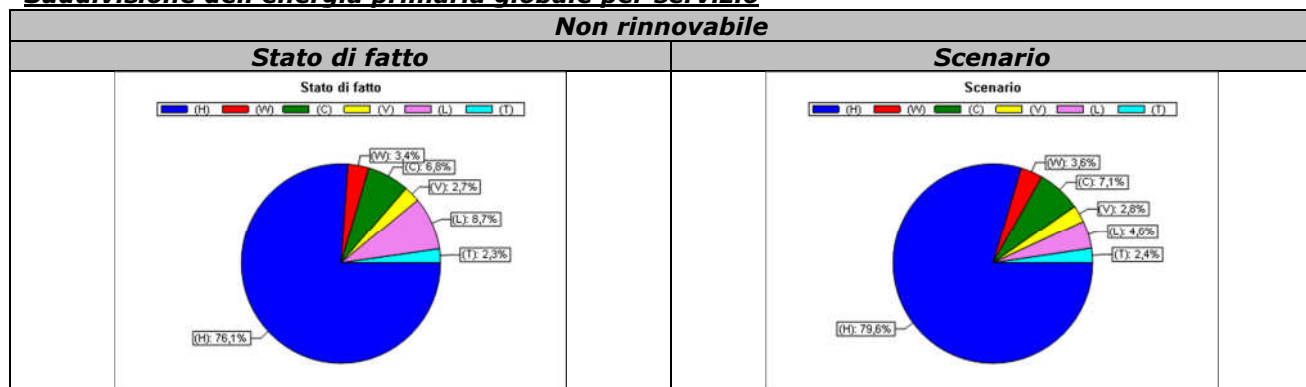 Suddivisione dell'energia primaria globale per servizio
Non rinnovabile
Stato di fatto
Scenario
Stato di fatto
(H) (W) (C) (V) (L) (T)
(W): 3,4%
(C): 6,8%
(V): 2,7%
(L): 8,7%
(T): 2,3%
(H): 76,1%
Scenario
(H) (W) (C) (V) (L) (T)
(W): 3,6%
(C): 7,1%
(V): 2,8%
(L): 4,6%
(T): 2,4%
(H): 79,6%